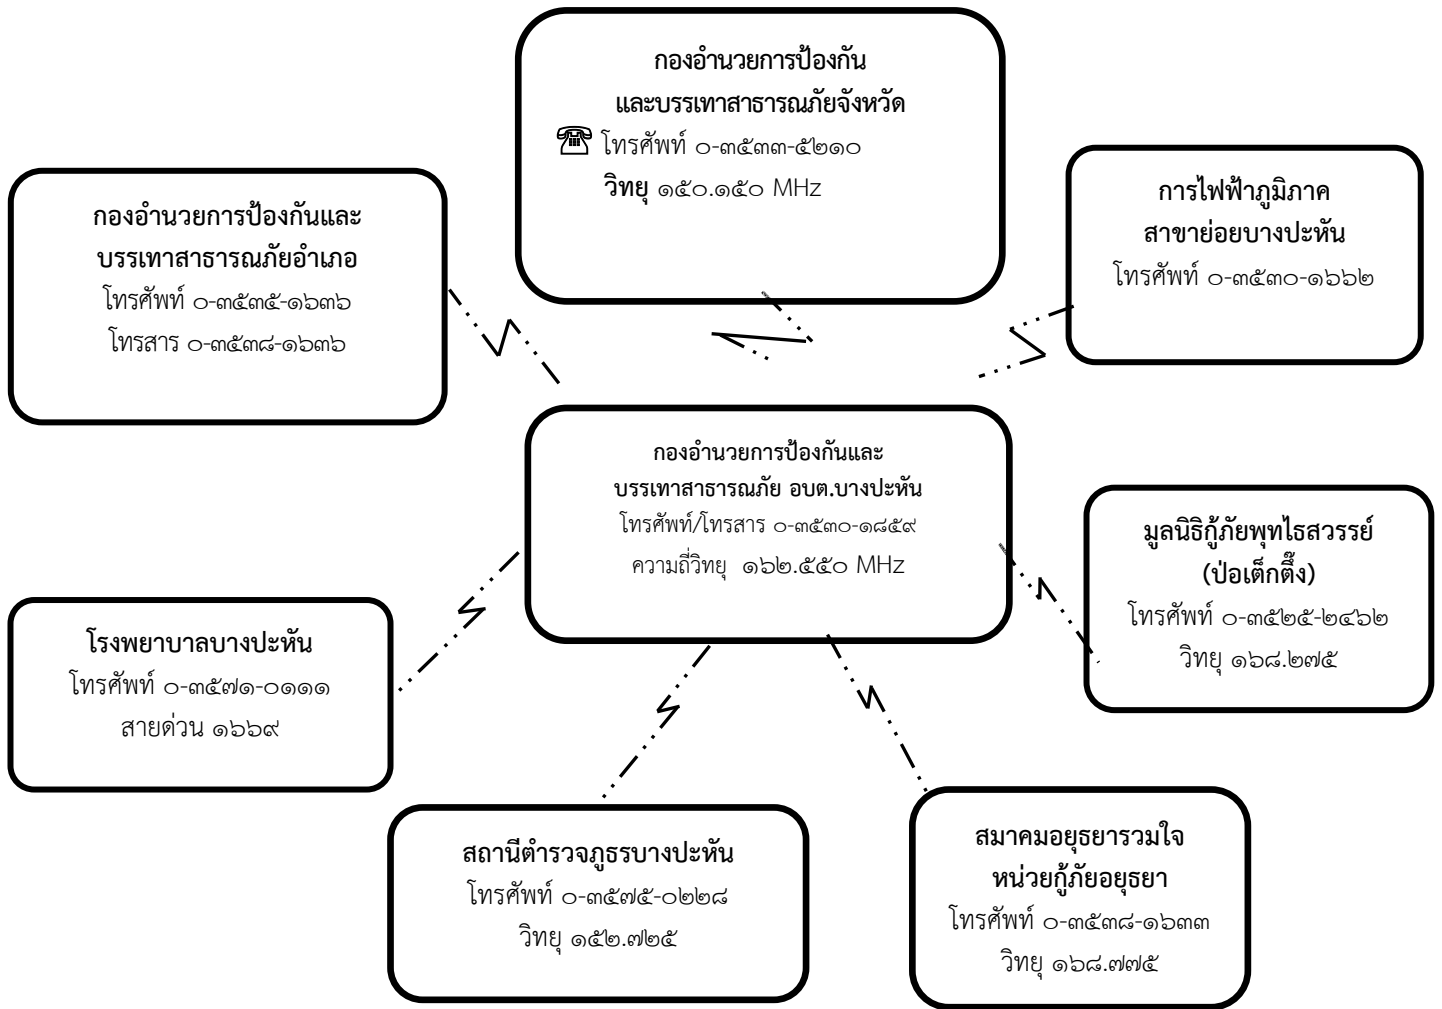 กองอำนวยการป้องกัน
และบรรเทาสาธารณภัยจังหวัด
โทรศัพท์ ๐-๓๕๓๓-๕๒๑๐
วิทยุ ๑๕๐.๑๕๐ MHz
กองอำนวยการป้องกันและ
บรรเทาสาธารณภัยอำเภอ
โทรศัพท์ ๐-๓๕๓๕-๑๖๓๖
โทรสาร ๐-๓๕๓๘-๑๖๓๖
การไฟฟ้าภูมิภาค
สาขาย่อยบางปะหัน
โทรศัพท์ ๐-๓๕๓๐-๑๖๖๒
กองอำนวยการป้องกันและ
บรรเทาสาธารณภัย อบต.บางปะหัน
โทรศัพท์/โทรสาร ๐-๓๕๓๐-๑๘๕๙
ความถี่วิทยุ ๑๖๒.๕๕๐ MHz
มูลนิธิกู้ภัยพุทไธสวรรย์
(ป่อเต็กตึ๊ง)
โทรศัพท์ ๐-๓๕๒๕-๒๔๖๒
วิทยุ ๑๖๘.๒๗๕
โรงพยาบาลบางปะหัน
โทรศัพท์ ๐-๓๕๗๑-๐๑๑๑
สายด่วน ๑๖๖๙
สถานีตำรวจภูธรบางปะหัน
โทรศัพท์ ๐-๓๕๗๕-๐๒๒๘
วิทยุ ๑๕๒.๗๒๕
สมาคมอยุธยารวมใจ
หน่วยกู้ภัยอยุธยา
โทรศัพท์ ๐-๓๕๓๘-๑๖๓๓
วิทยุ ๑๖๘.๗๗๕